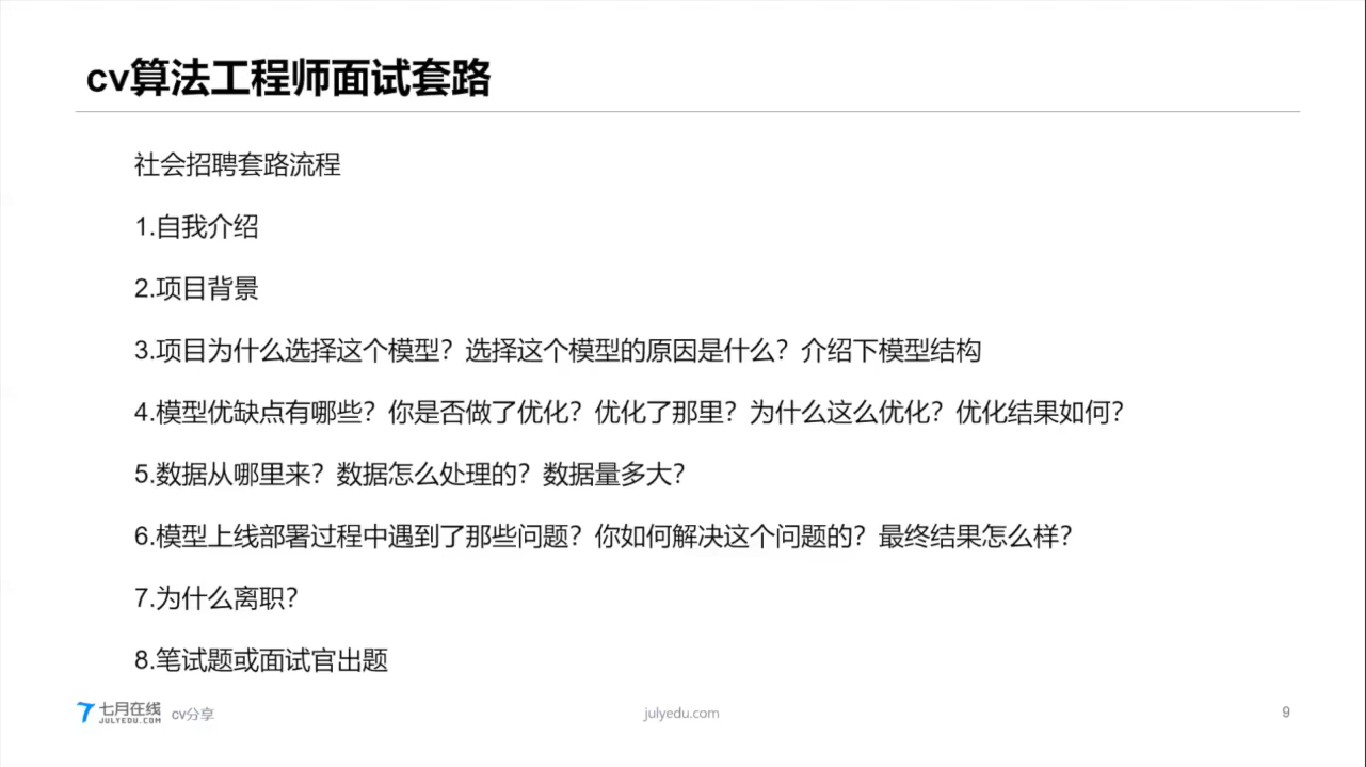 cv算法工程师面试套路
社会招聘套路流程
1.自我介绍
2.项目背景
3.项目为什么选择这个模型？选择这个模型的原因是什么？介绍下模型结构
4.模型优缺点有哪些？你是否做了优化？优化了那里？为什么这么优化？优化结果如何？
5.数据从哪里来？数据怎么处理的？数据量多大？
6.模型上线部署过程中遇到了那些问题？你如何解决这个问题的？最终结果怎么样？
7.为什么离职？
8.笔试题或面试官出题
七月在线
JULYEDU.COM
cv分享
julyedu.com
9